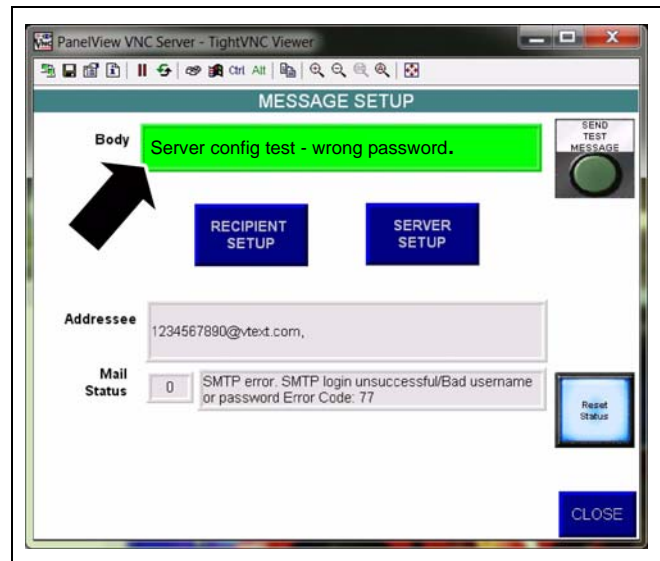 PanelView VNC Server - TightVNC Viewer
Ctrl Alt
MESSAGE SETUP
Body
Server config test - wrong password.
SEND
TEST
MESSAGE
RECIPIENT
SETUP
SERVER
SETUP
Addressee
1234567890@vtext.com,
Mail
Status
0
SMTP error. SMTP login unsuccessful/Bad username
or password Error Code: 77
Reset
Status
CLOSE